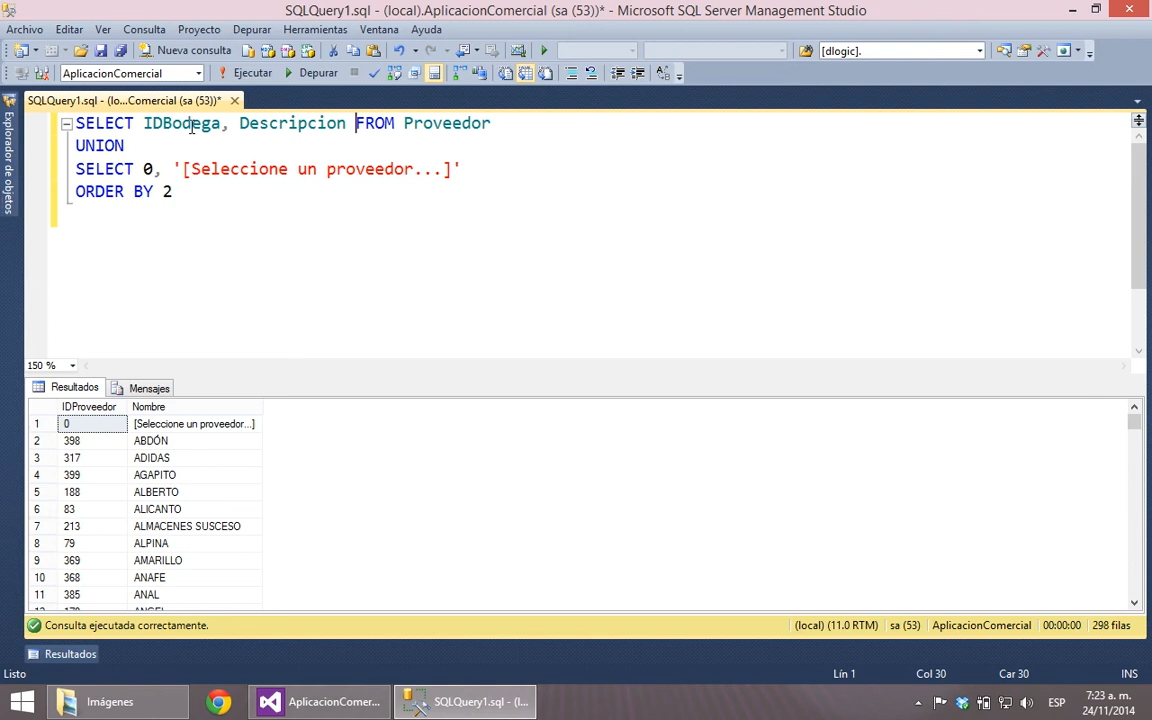 SQLQuery1.sql - (local).AplicacionComercial (sa (53))* - Microsoft SQL Server Management Studio
Archivo Editar Ver Consulta Proyecto Depurar Herramientas Ventana Ayuda
Nueva consulta [dlogic].
AplicacionComercial Ejecutar Depurar
SQLQuery1.sql - (lo...Comercial (sa (53))*
Explorador de objetos
SELECT IDBodega, Descripcion FROM Proveedor
UNION
SELECT 0, '[Seleccione un proveedor...]'
ORDER BY 2
150 %
Resultados Mensajes
IDProveedor Nombre
1 0 [Seleccione un proveedor...]
2 398 ABDÓN
3 317 ADIDAS
4 399 AGAPITO
5 188 ALBERTO
6 83 ALICANTO
7 213 ALMACENES SUSCESO
8 79 ALPINA
9 369 AMARILLO
10 368 ANAFE
11 385 ANAL
Consulta ejecutada correctamente. (local) (11.0 RTM) sa (53) AplicacionComercial 00:00:00 298 filas
Resultados
Listo Lín 1 Col 30 Car 30 INS
Imágenes AplicacionComer... SQLQuery1.sql - (l... ESP 7:23 a. m.
24/11/2014